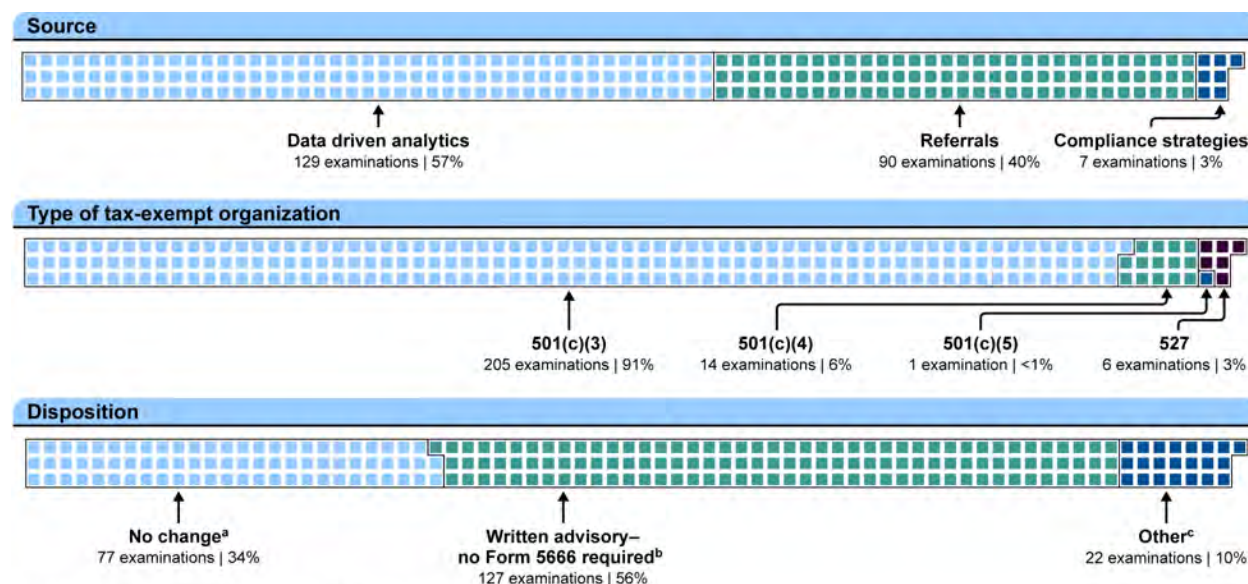 Source
Data driven analytics
129 examinations | 57%
Referrals
90 examinations | 40%
Compliance strategies
7 examinations | 3%
Type of tax-exempt organization
501(c)(3)
205 examinations | 91%
501(c)(4)
14 examinations | 6%
501(c)(5)
1 examination | <1%
527
6 examinations | 3%
Disposition
No changeᵃ
77 examinations | 34%
Written advisory–
no Form 5666 requiredᵇ
127 examinations | 56%
Otherᶜ
22 examinations | 10%